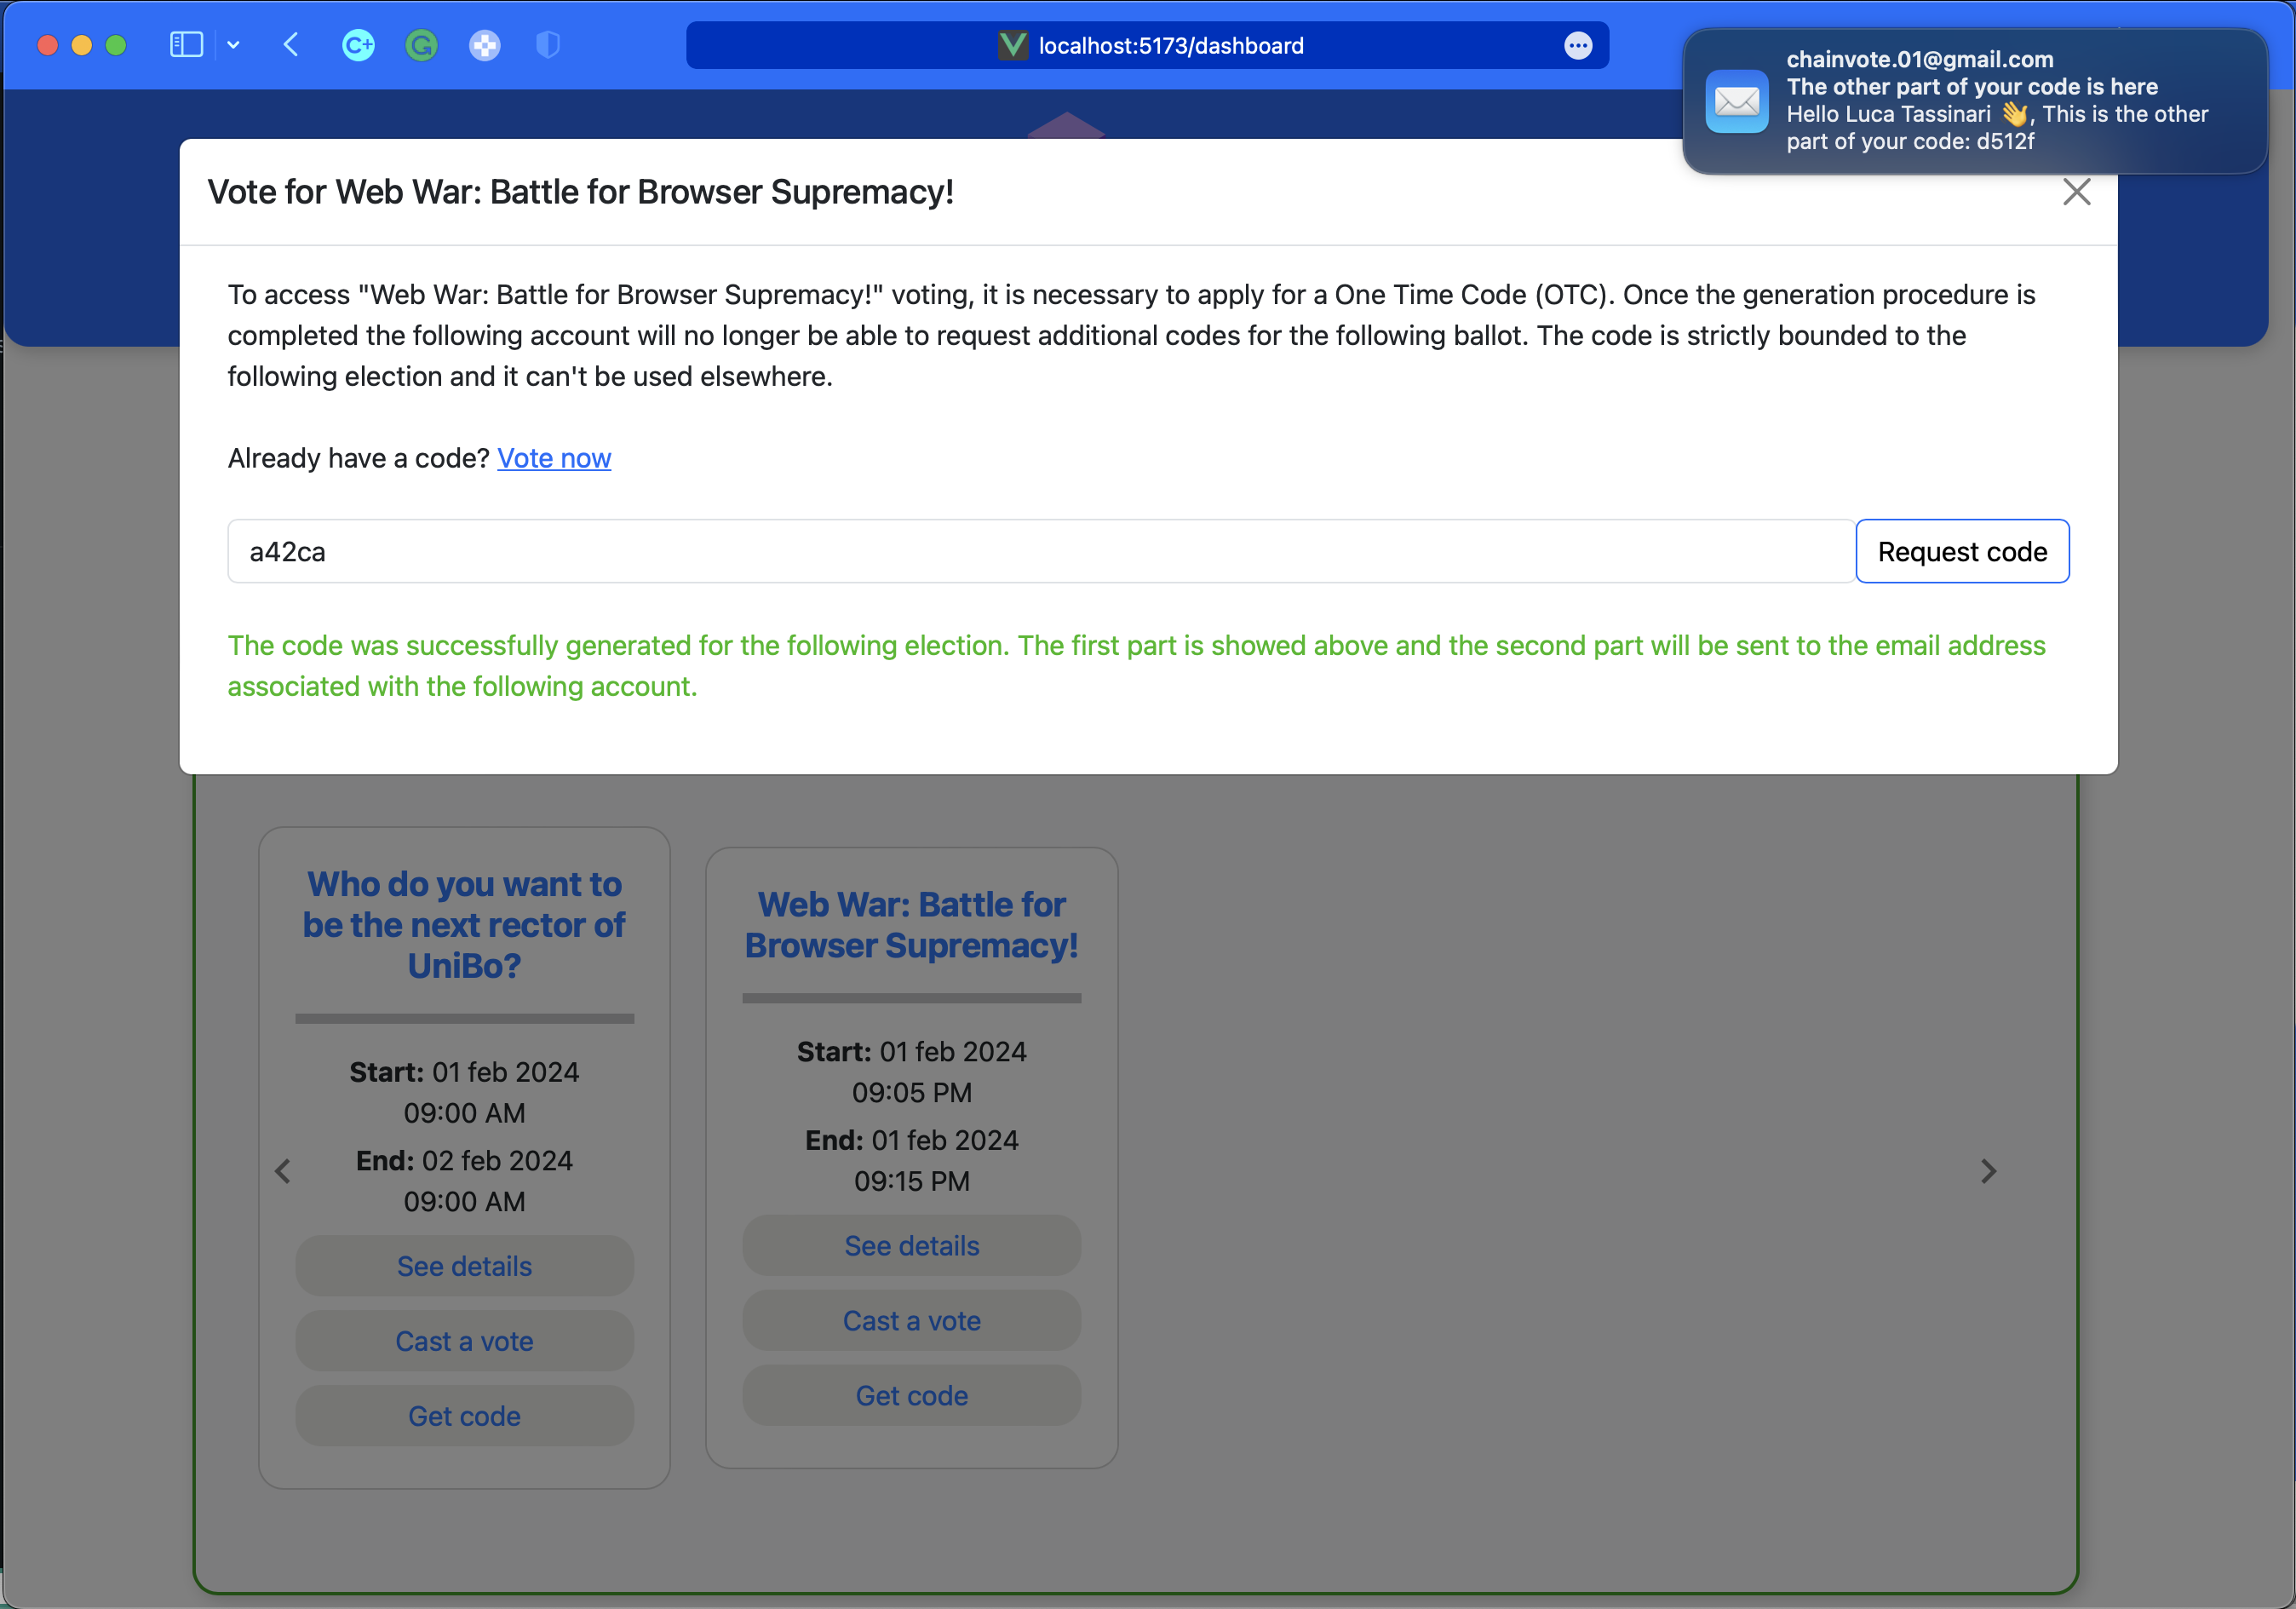 localhost:5173/dashboard
chainvote.01@gmail.com
The other part of your code is here
Hello Luca Tassinari 👋, This is the other
part of your code: d512f
Vote for Web War: Battle for Browser Supremacy!
To access "Web War: Battle for Browser Supremacy!" voting, it is necessary to apply for a One Time Code (OTC). Once the generation procedure is
completed the following account will no longer be able to request additional codes for the following ballot. The code is strictly bounded to the
following election and it can't be used elsewhere.
Already have a code? Vote now
a42ca
Request code
The code was successfully generated for the following election. The first part is showed above and the second part will be sent to the email address
associated with the following account.
Who do you want to
be the next rector of
UniBo?
Start: 01 feb 2024
09:00 AM
End: 02 feb 2024
09:00 AM
See details
Cast a vote
Get code
Web War: Battle for
Browser Supremacy!
Start: 01 feb 2024
09:05 PM
End: 01 feb 2024
09:15 PM
See details
Cast a vote
Get code